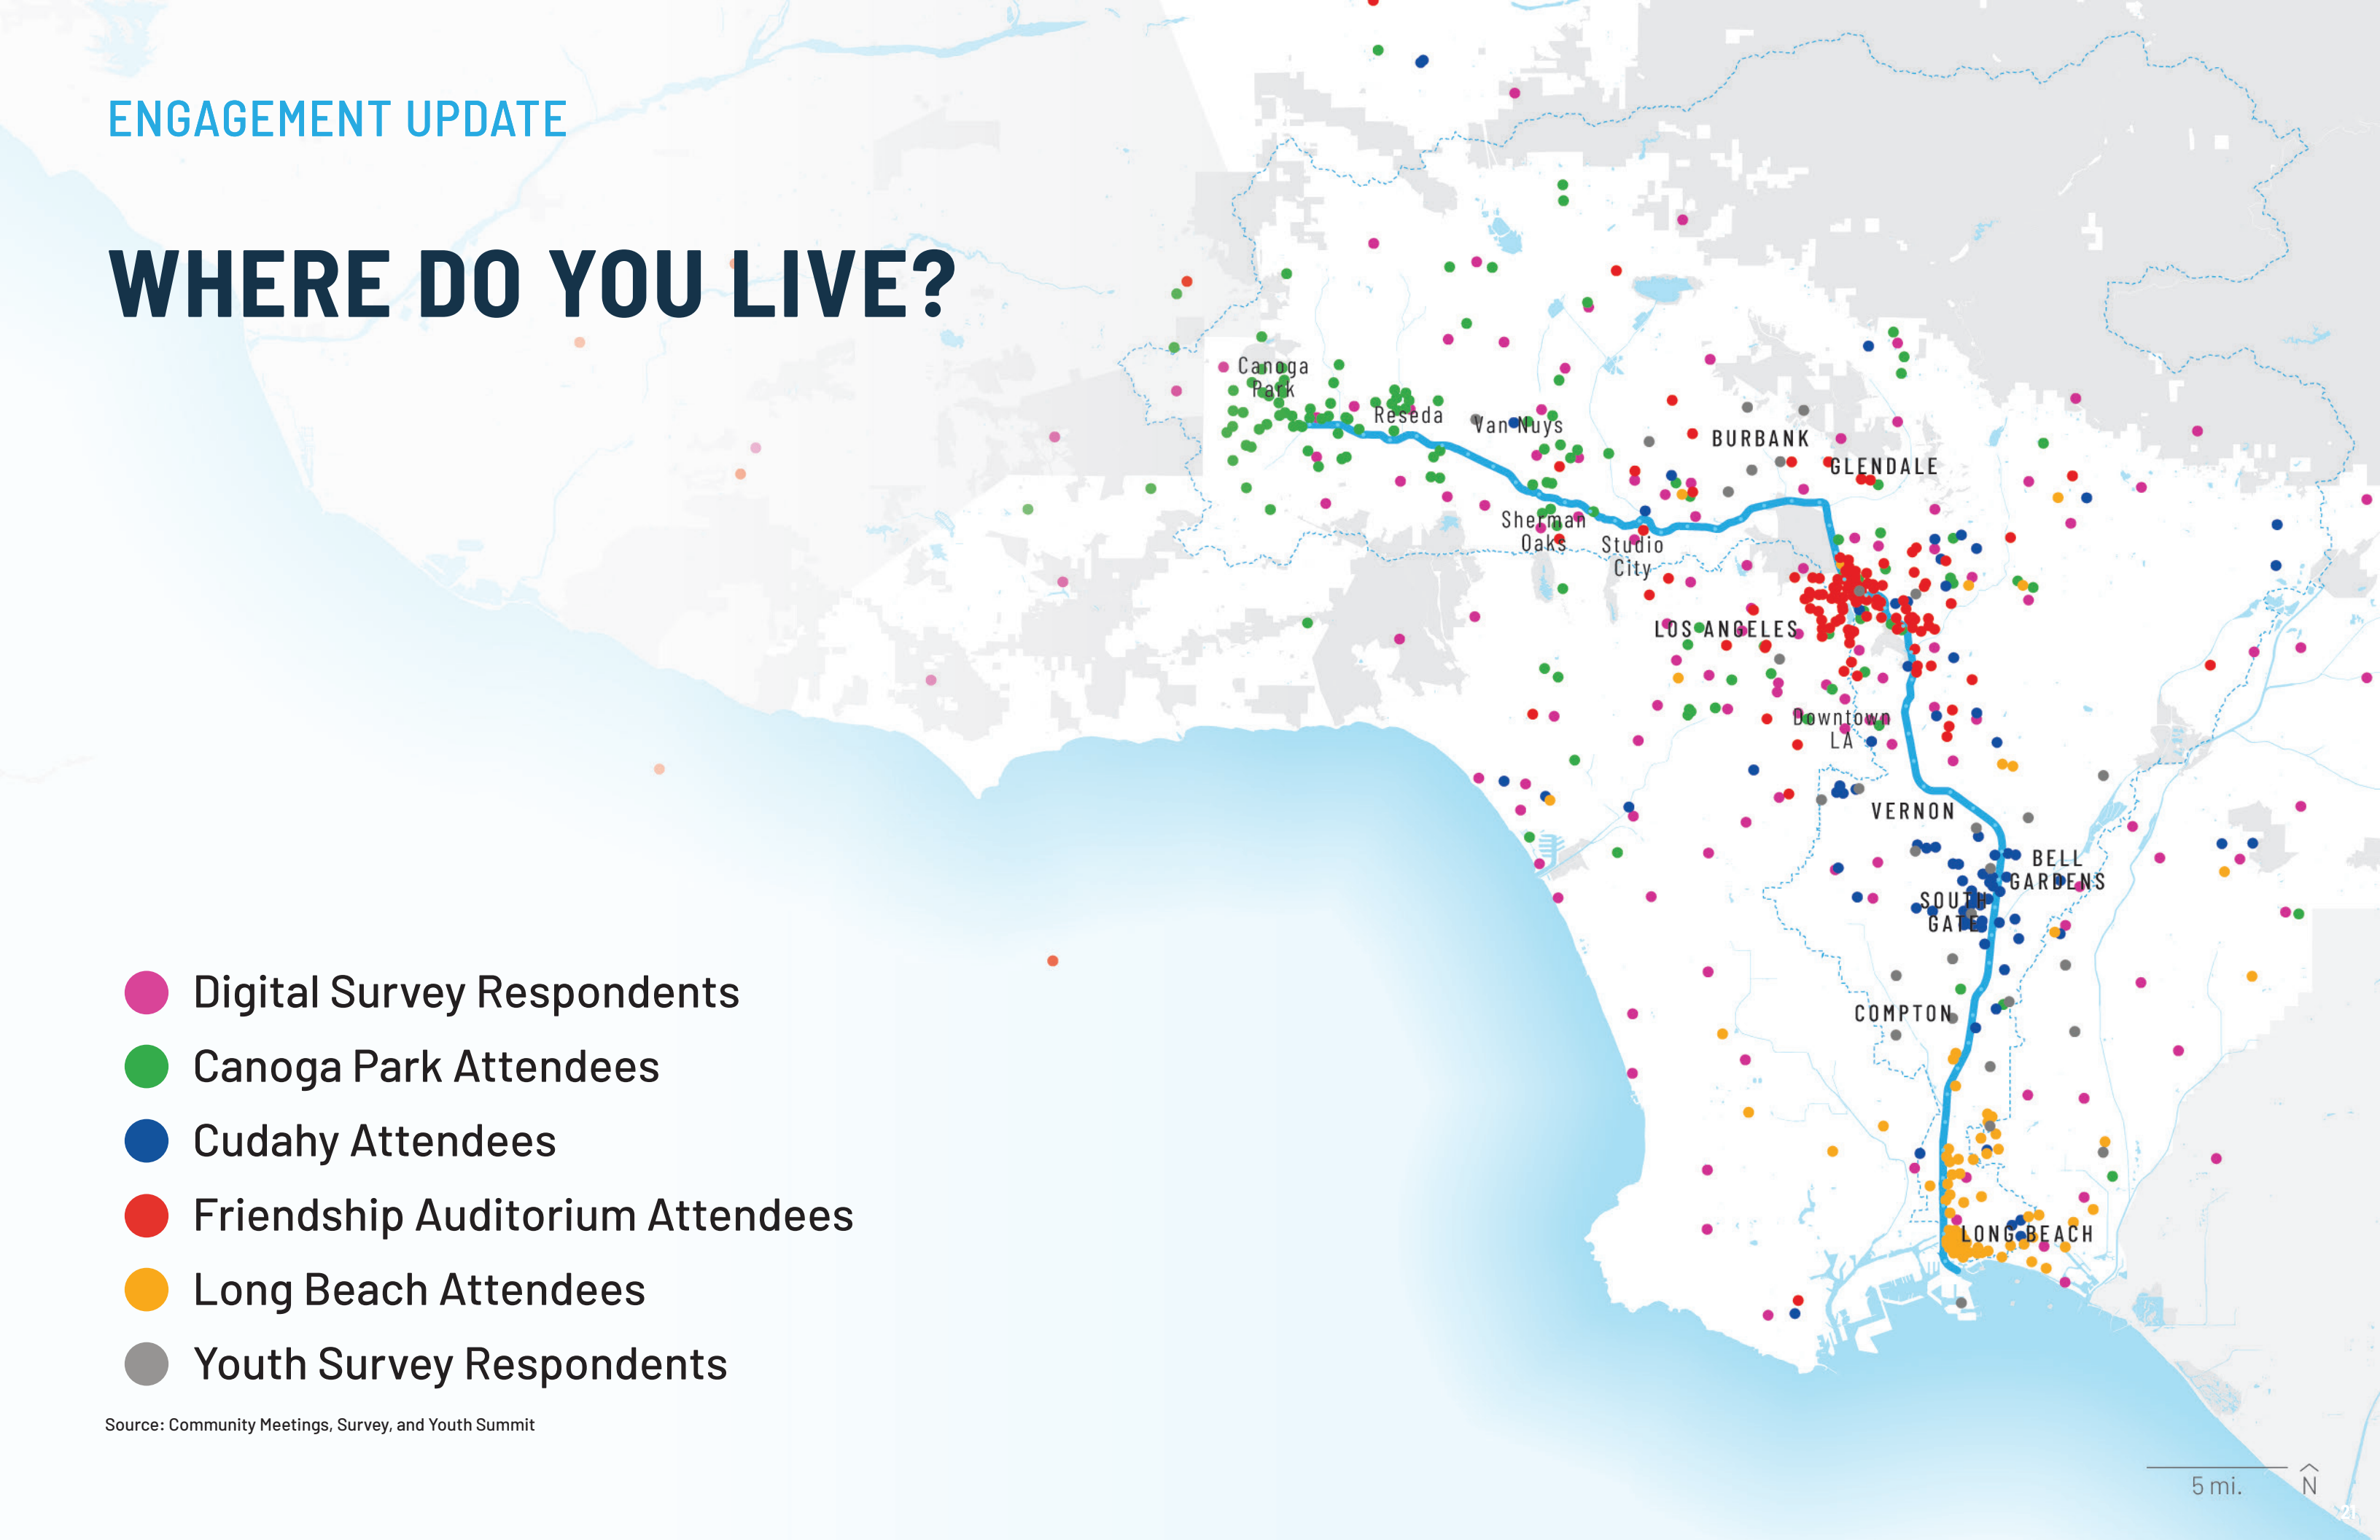 ENGAGEMENT UPDATE
WHERE DO YOU LIVE?
Canoga
Park
Reseda
Van Nuys
BURBANK
GLENDALE
Sherman
Oaks
Studio
City
LOS ANGELES
Downtown
LA
VERNON
BELL
GARDENS
SOUTH
GATE
COMPTON
LONG BEACH
Digital Survey Respondents
Canoga Park Attendees
Cudahy Attendees
Friendship Auditorium Attendees
Long Beach Attendees
Youth Survey Respondents
Source: Community Meetings, Survey, and Youth Summit
5 mi.
N
21